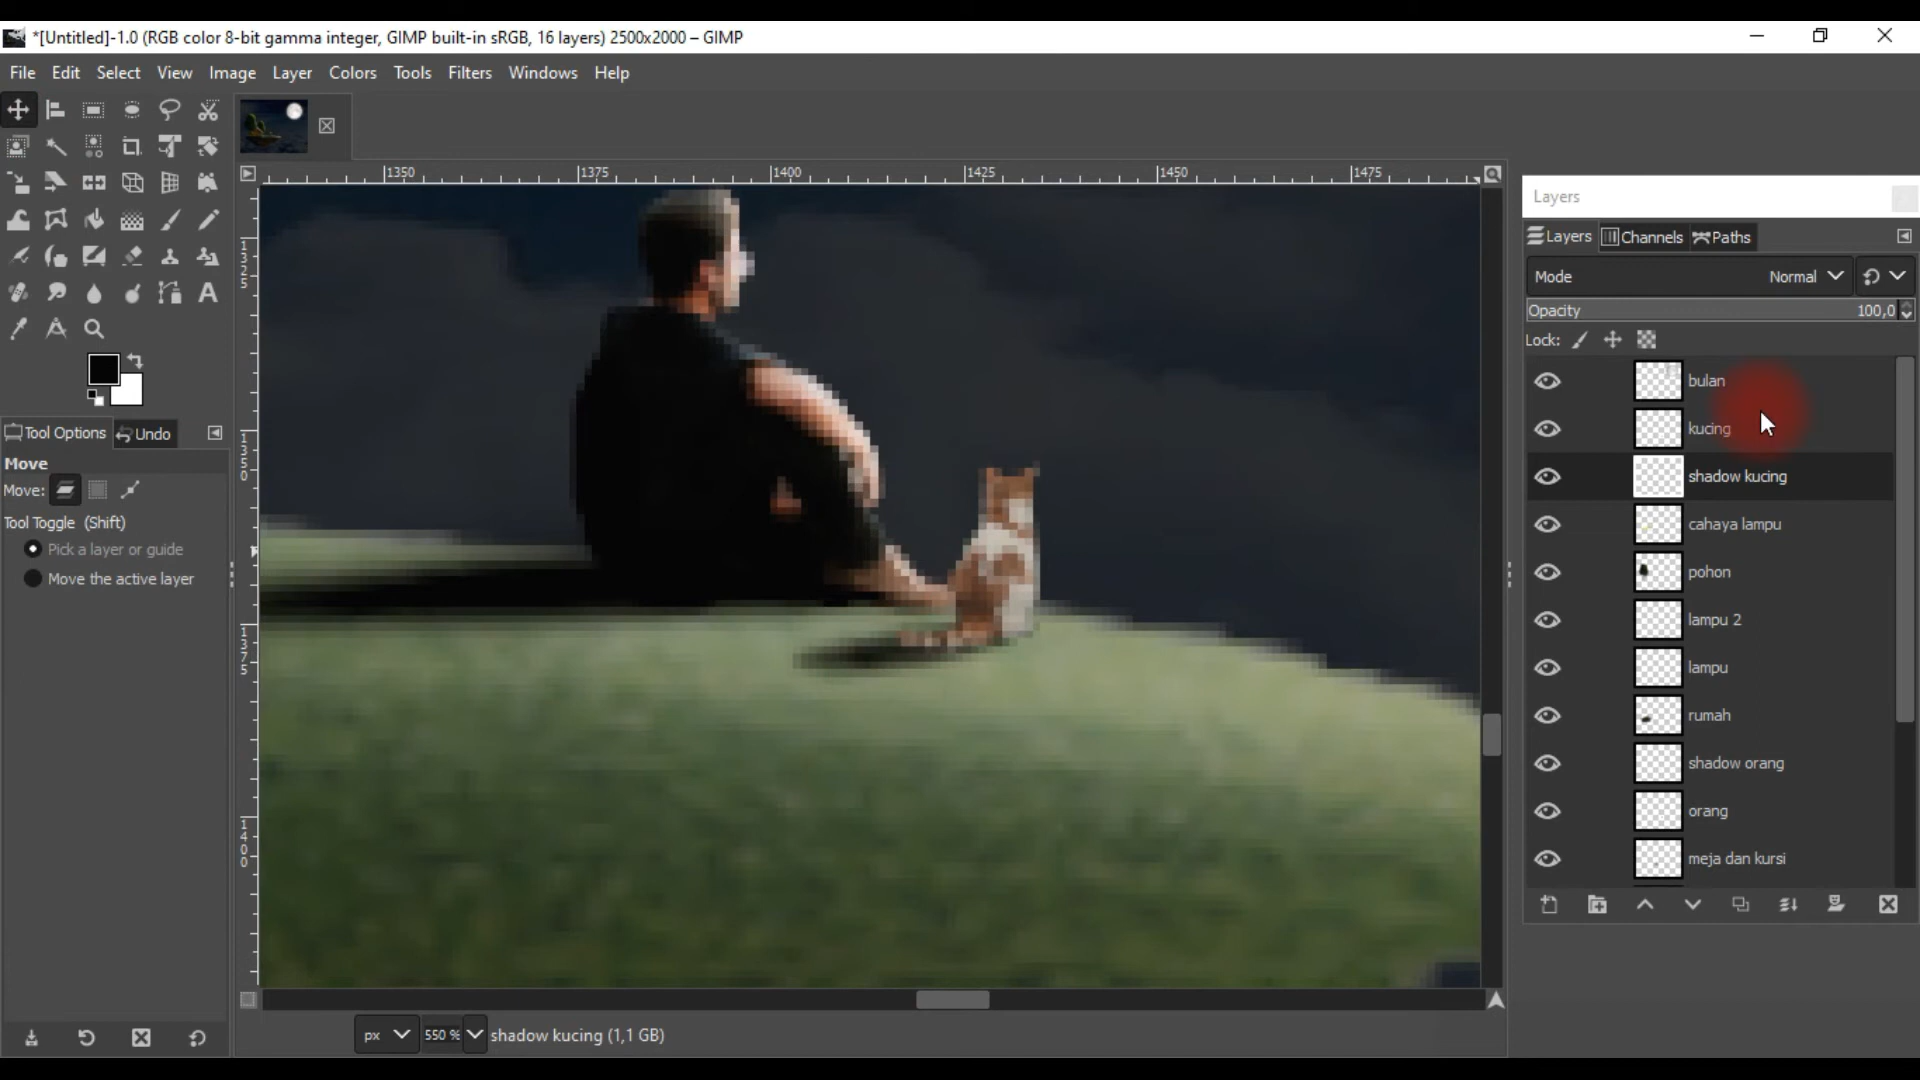 *[Untitled]-1.0 (RGB color 8-bit gamma integer, GIMP built-in sRGB, 16 layers) 2500x2000 – GIMP
File Edit Select View Image Layer Colors Tools Filters Windows Help
1350 1375 1400 1425 1450 1475
1325
1350
1375
1400
Tool Options Undo
Move
Move:
Tool Toggle (Shift)
Pick a layer or guide
Move the active layer
px 550 % shadow kucing (1,1 GB)
Layers
Layers Channels Paths
Mode Normal
Opacity 100,0
Lock:
bulan
kucing
shadow kucing
cahaya lampu
pohon
lampu 2
lampu
rumah
shadow orang
orang
meja dan kursi